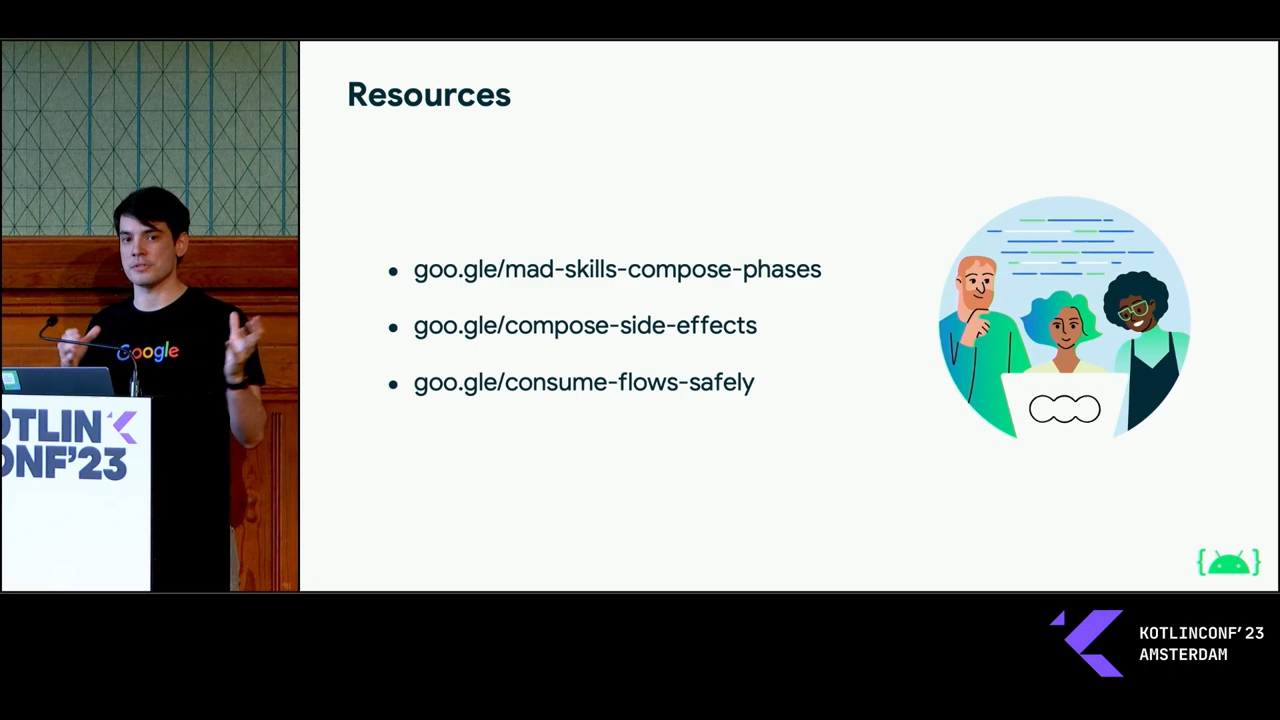 Resources
goo.gle/mad-skills-compose-phases
goo.gle/compose-side-effects
goo.gle/consume-flows-safely
Google
OTLIN
ONF'23
KOTLINCONF'23
AMSTERDAM